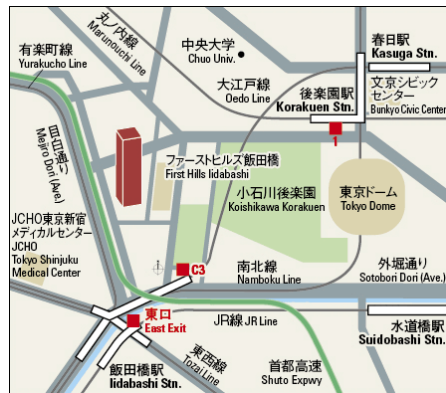 有楽町線
Yurakucho Line
丸ノ内線
Marunouchi Line
中央大学
Chuo Univ.
春日駅
Kasuga Stn.
大江戸線
Oedo Line
後楽園駅
Korakuen Stn.
文京シビック
センター
Bunkyo Civic Center
1
目白通り
Mejiro Dori (Ave.)
ファーストヒルズ飯田橋
First Hills Iidabashi
小石川後楽園
Koishikawa Korakuen
東京ドーム
Tokyo Dome
JCHO東京新宿
メディカルセンター
JCHO
Tokyo Shinjuku
Medical Center
C3
南北線
Namboku Line
外堀通り
Sotobori Dori (Ave.)
東口
East Exit
JR線 JR Line
水道橋駅
Suidobashi Stn.
飯田橋駅
Iidabashi Stn.
東西線
Tozai Line
首都高速
Shuto Expwy